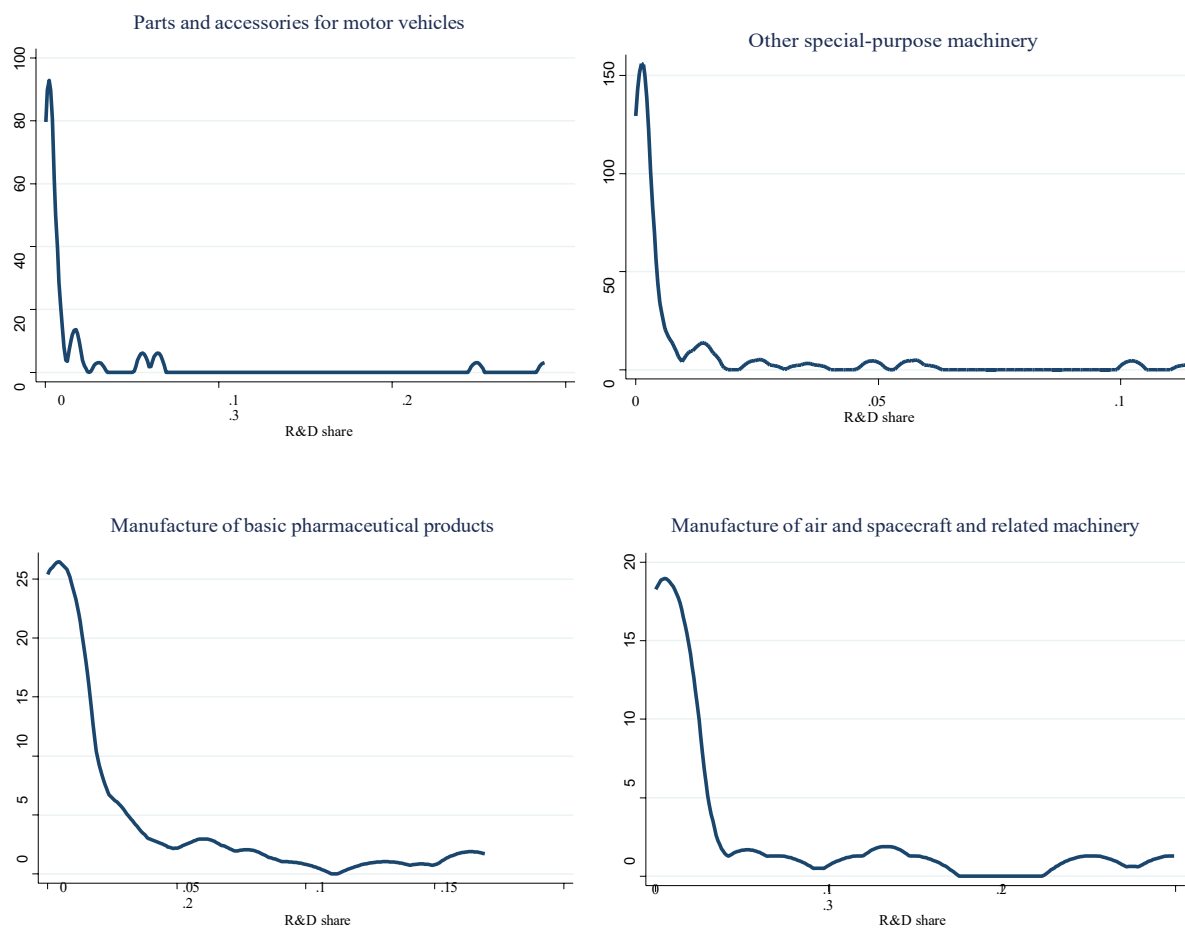 Parts and accessories for motor vehicles
100
80
60
40
20
0
0 .1 .2
.3
R&D share
Other special-purpose machinery
150
100
50
0
0 .05 .1
R&D share
Manufacture of basic pharmaceutical products
25
20
15
10
5
0
0 .05 .1 .15
.2
R&D share
Manufacture of air and spacecraft and related machinery
20
15
10
5
0
0 .1 .2
.3
R&D share